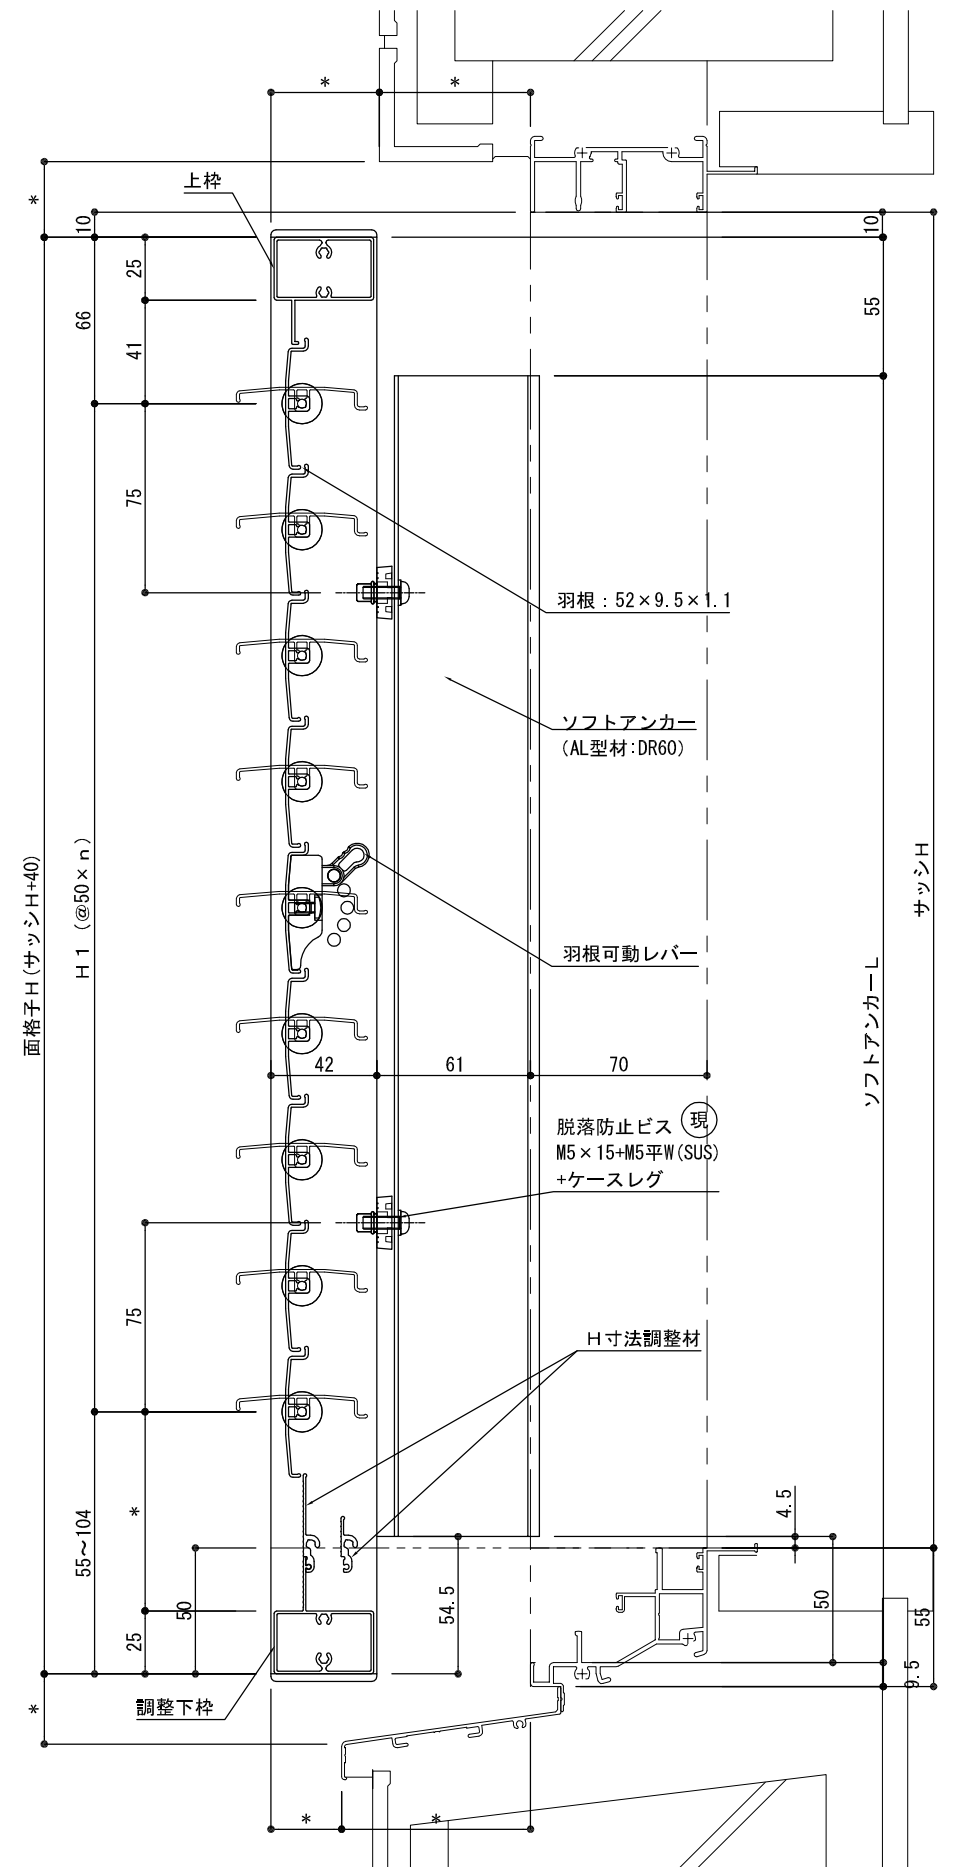 *
*
上枠
*
10
10
25
66
55
41
75
羽根：52×9.5×1.1
ソフトアンカー
(AL型材:DR60)
面格子H(サッシH+40)
H1(@50×n)
サッシH
羽根可動レバー
ソフトアンカーL
42
61
70
脱落防止ビス 現
M5×15+M5平W(SUS)
+ケースレグ
75
H寸法調整材
4.5
*
55～104
50
54.5
50
55
25
9.5
調整下枠
*
*
*